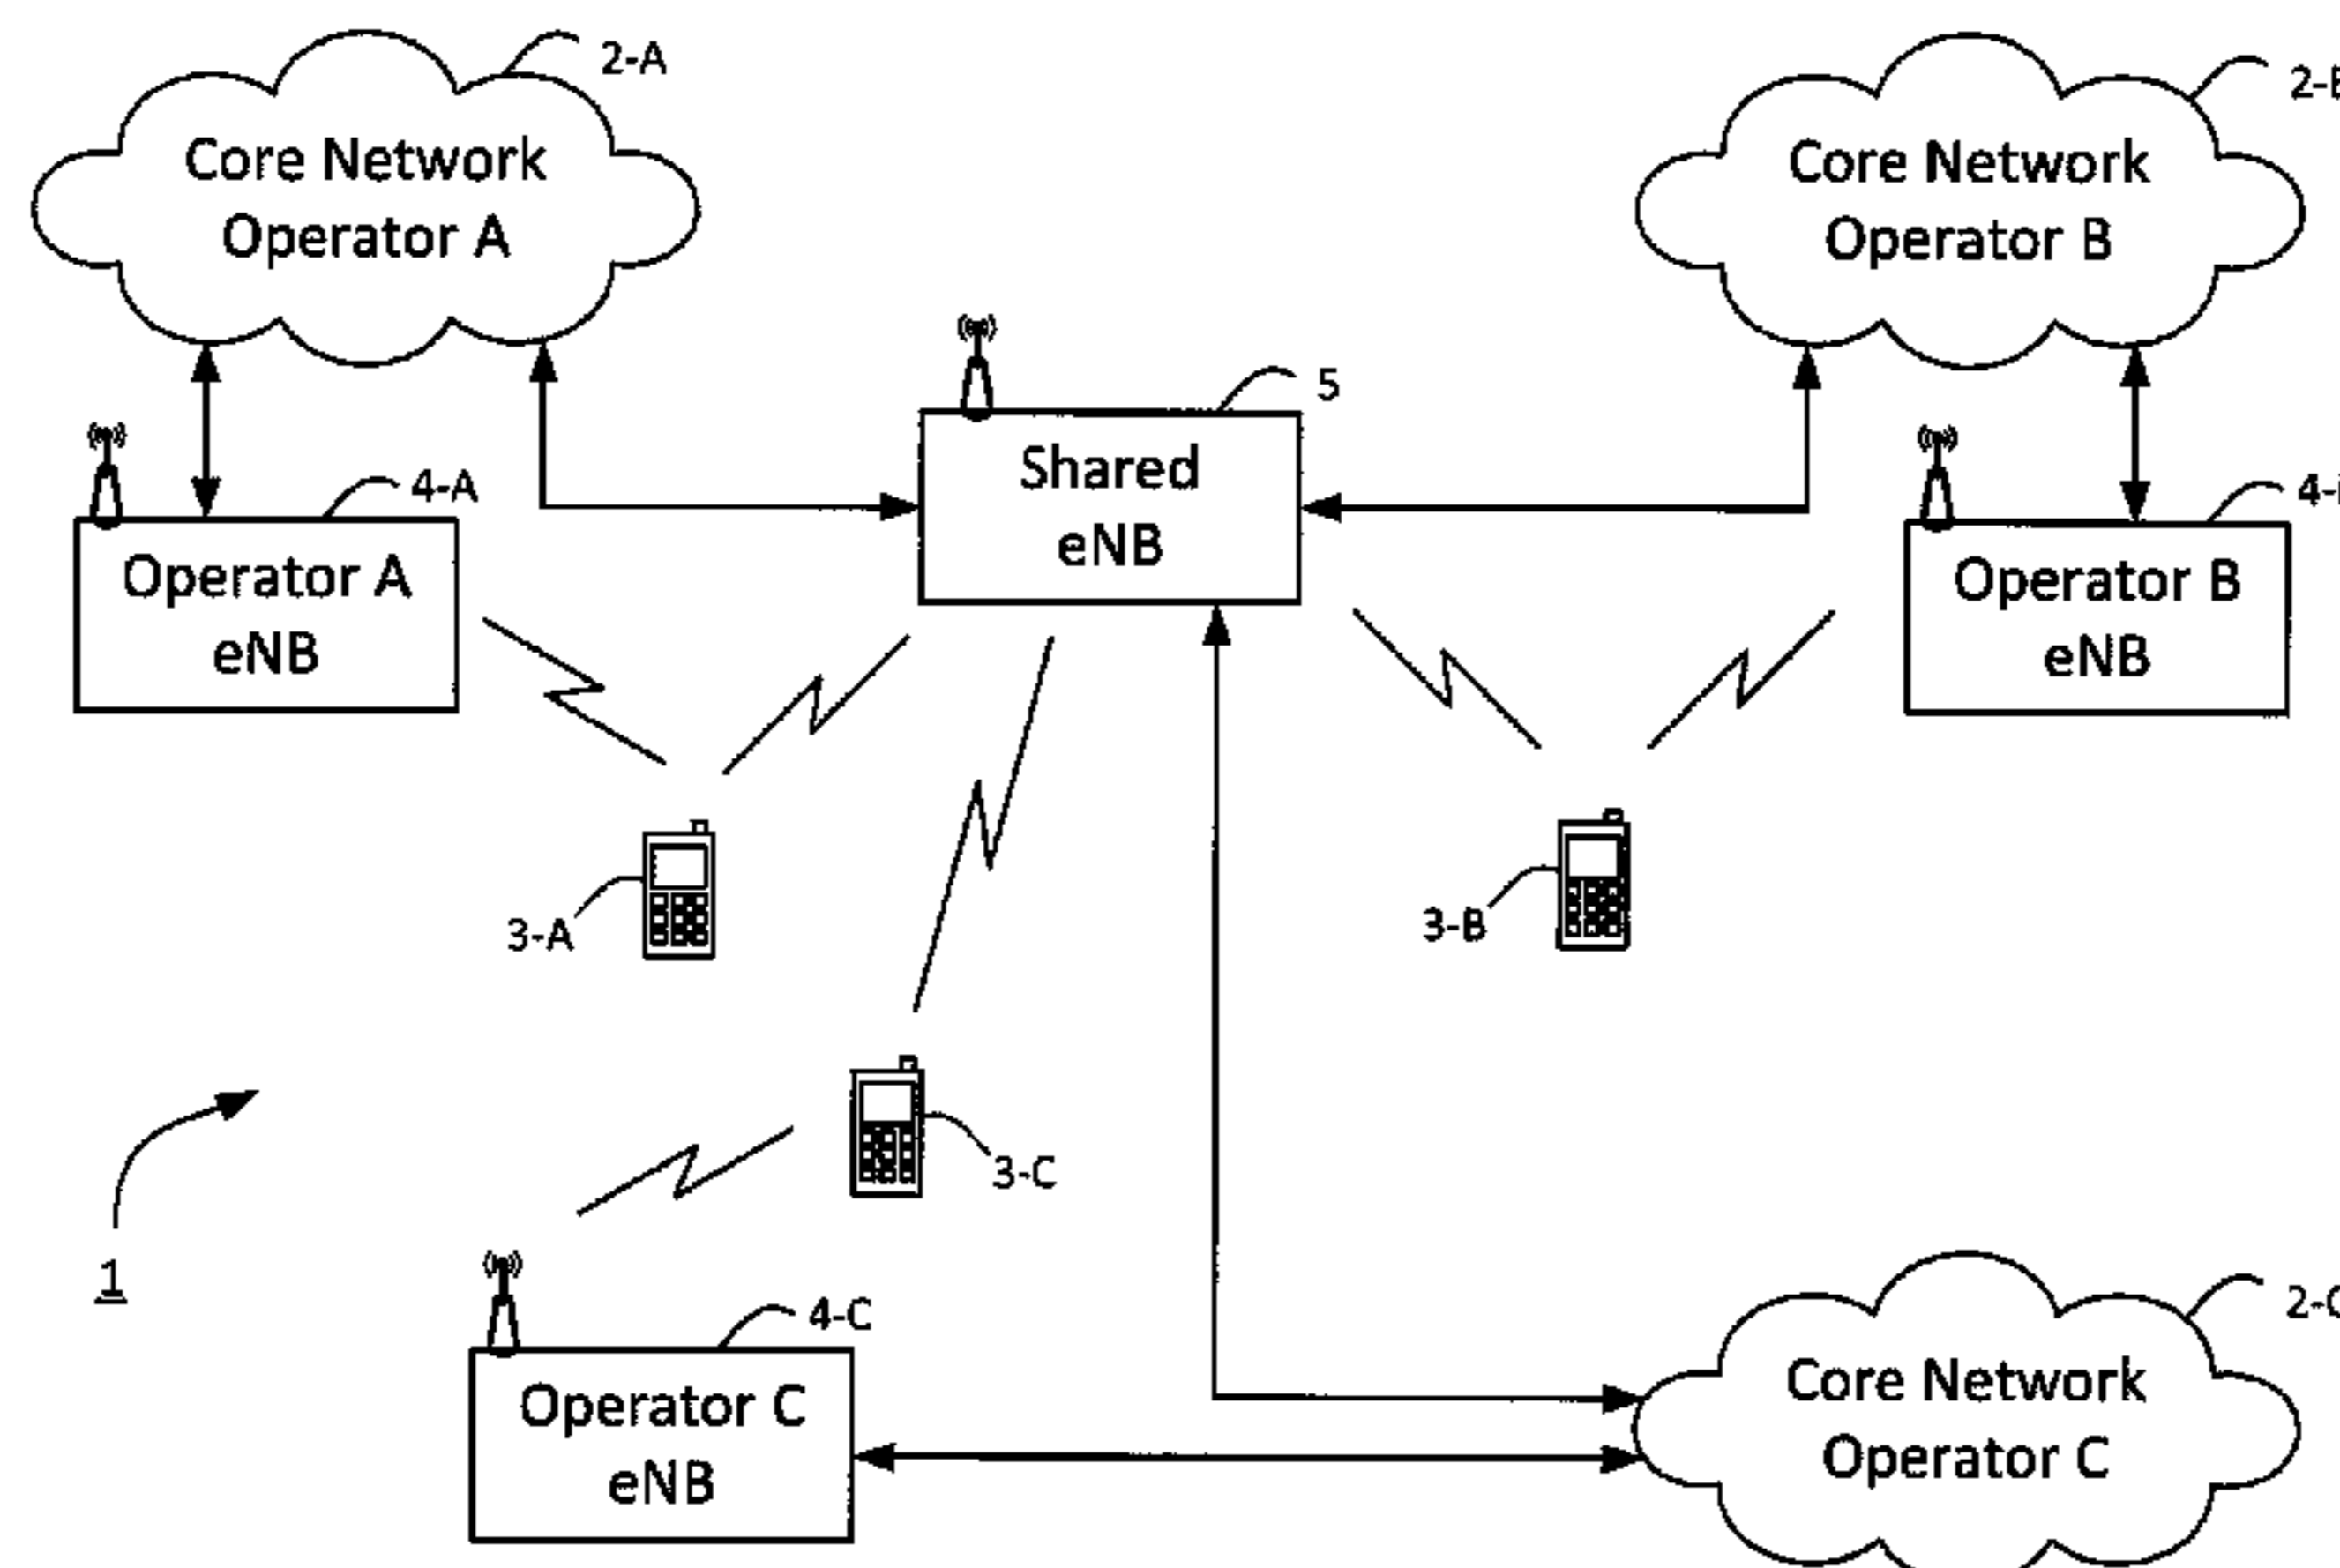 2-A
Core Network
Operator A
Core Network
Operator B
5
Shared
eNB
4-A
Operator A
eNB
Operator B
eNB
3-A
3-B
3-C
1
4-C
Operator C
eNB
Core Network
Operator C